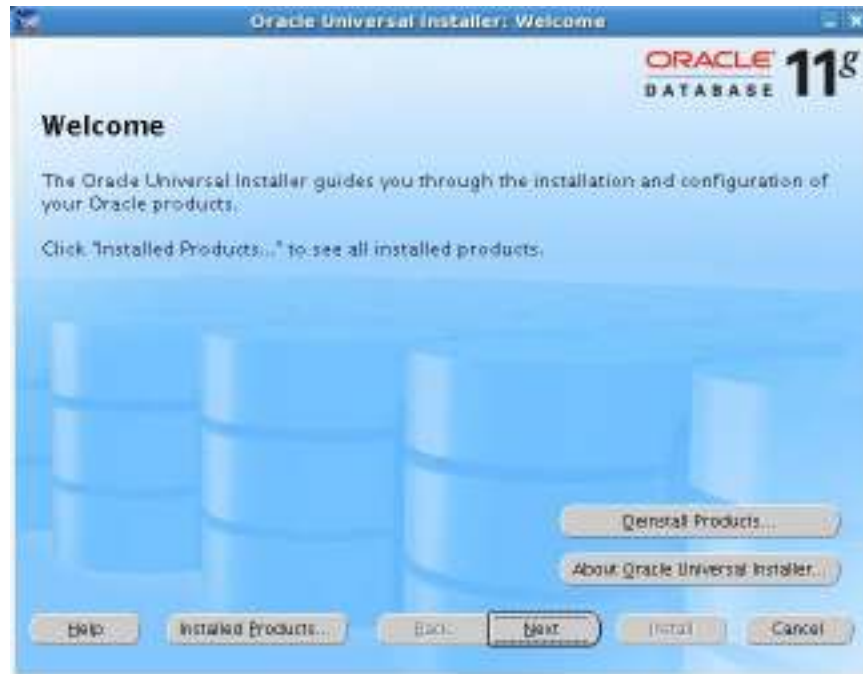 Oracle Universal Installer: Welcome
ORACLE
DATABASE 11g
Welcome
The Oracle Universal Installer guides you through the installation and configuration of
your Oracle products.
Click "Installed Products..." to see all installed products.
Deinstall Products...
About Oracle Universal Installer...
Help Installed Products... Back Next Install Cancel